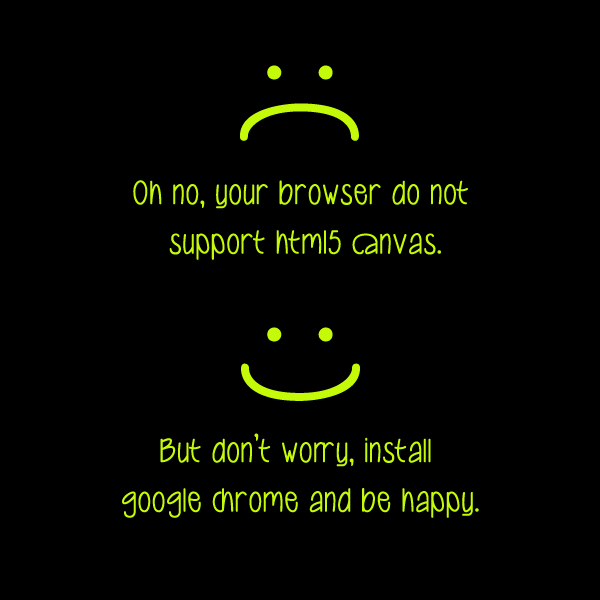 Oh no, your browser do not
support html5 Canvas.
But don't worry, install
google chrome and be happy.